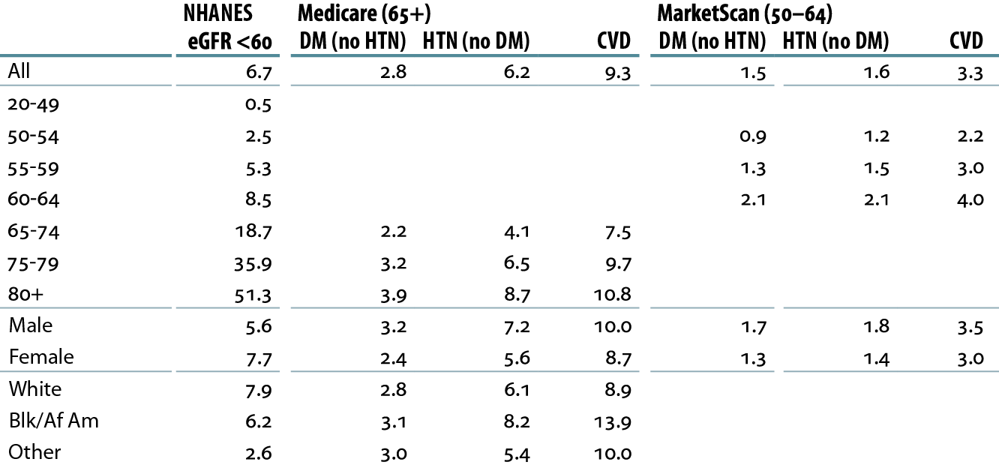 NHANES Medicare (65+) MarketScan (50–64)
eGFR <60 DM (no HTN) HTN (no DM) CVD DM (no HTN) HTN (no DM) CVD
All 6.7 2.8 6.2 9.3 1.5 1.6 3.3
20-49 0.5
50-54 2.5 0.9 1.2 2.2
55-59 5.3 1.3 1.5 3.0
60-64 8.5 2.1 2.1 4.0
65-74 18.7 2.2 4.1 7.5
75-79 35.9 3.2 6.5 9.7
80+ 51.3 3.9 8.7 10.8
Male 5.6 3.2 7.2 10.0 1.7 1.8 3.5
Female 7.7 2.4 5.6 8.7 1.3 1.4 3.0
White 7.9 2.8 6.1 8.9
Blk/Af Am 6.2 3.1 8.2 13.9
Other 2.6 3.0 5.4 10.0